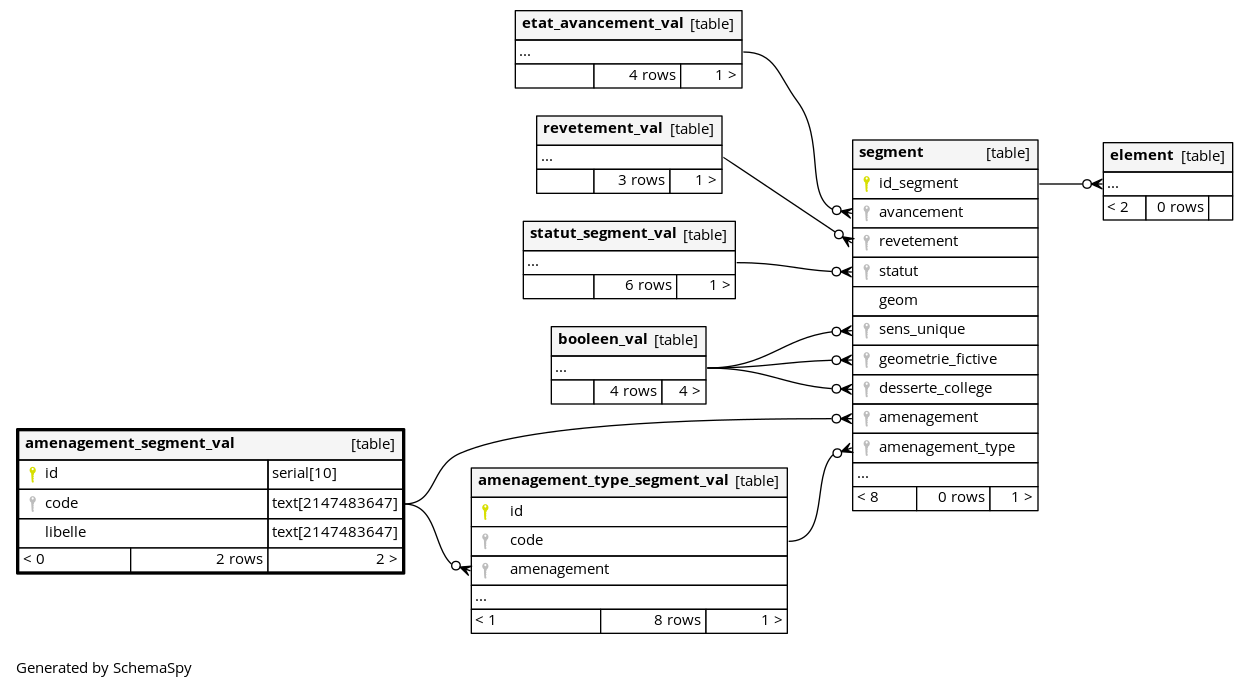 etat_avancement_val [table]
...
4 rows 1 >
revetement_val [table]
...
3 rows 1 >
statut_segment_val [table]
...
6 rows 1 >
booleen_val [table]
...
4 rows 4 >
amenagement_segment_val [table]
id serial[10]
code text[2147483647]
libelle text[2147483647]
< 0 2 rows 2 >
amenagement_type_segment_val [table]
id
code
amenagement
...
< 1 8 rows 1 >
segment [table]
id_segment
avancement
revetement
statut
geom
sens_unique
geometrie_fictive
desserte_college
amenagement
amenagement_type
...
< 8 0 rows 1 >
element [table]
...
< 2 0 rows
Generated by SchemaSpy